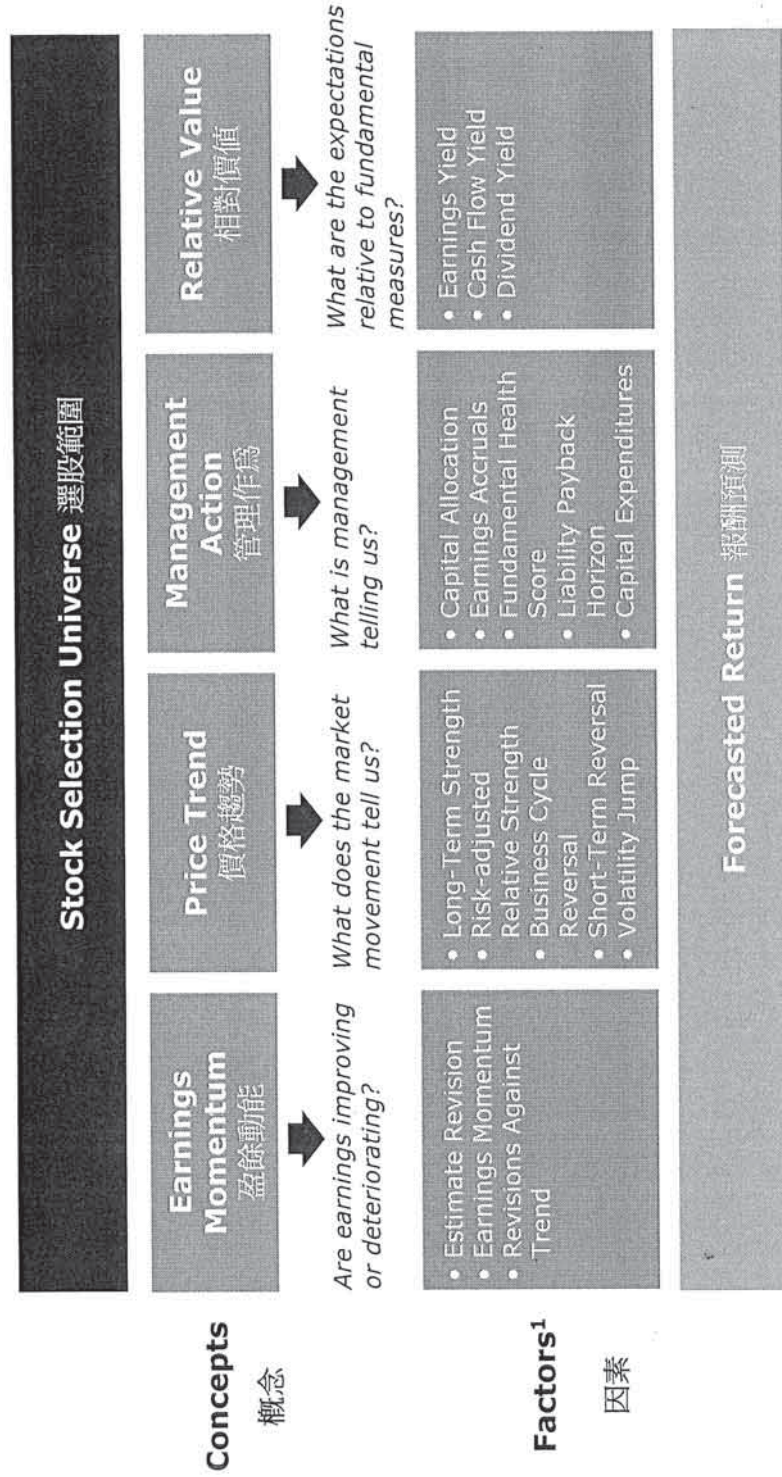 Stock Selection Universe 選股範圍
Concepts
概念
Earnings
Momentum
盈餘動能
Price Trend
價格趨勢
Management
Action
管理作爲
Relative Value
相對價值
Are earnings improving
or deteriorating?
What does the market
movement tell us?
What is management
telling us?
What are the expectations
relative to fundamental
measures?
Factors¹
因素
• Estimate Revision
• Earnings Momentum
• Revisions Against
Trend
• Long-Term Strength
• Risk-adjusted
Relative Strength
• Business Cycle
Reversal
• Short-Term Reversal
• Volatility Jump
• Capital Allocation
• Earnings Accruals
• Fundamental Health
Score
• Liability Payback
Horizon
• Capital Expenditures
• Earnings Yield
• Cash Flow Yield
• Dividend Yield
Forecasted Return 報酬預測